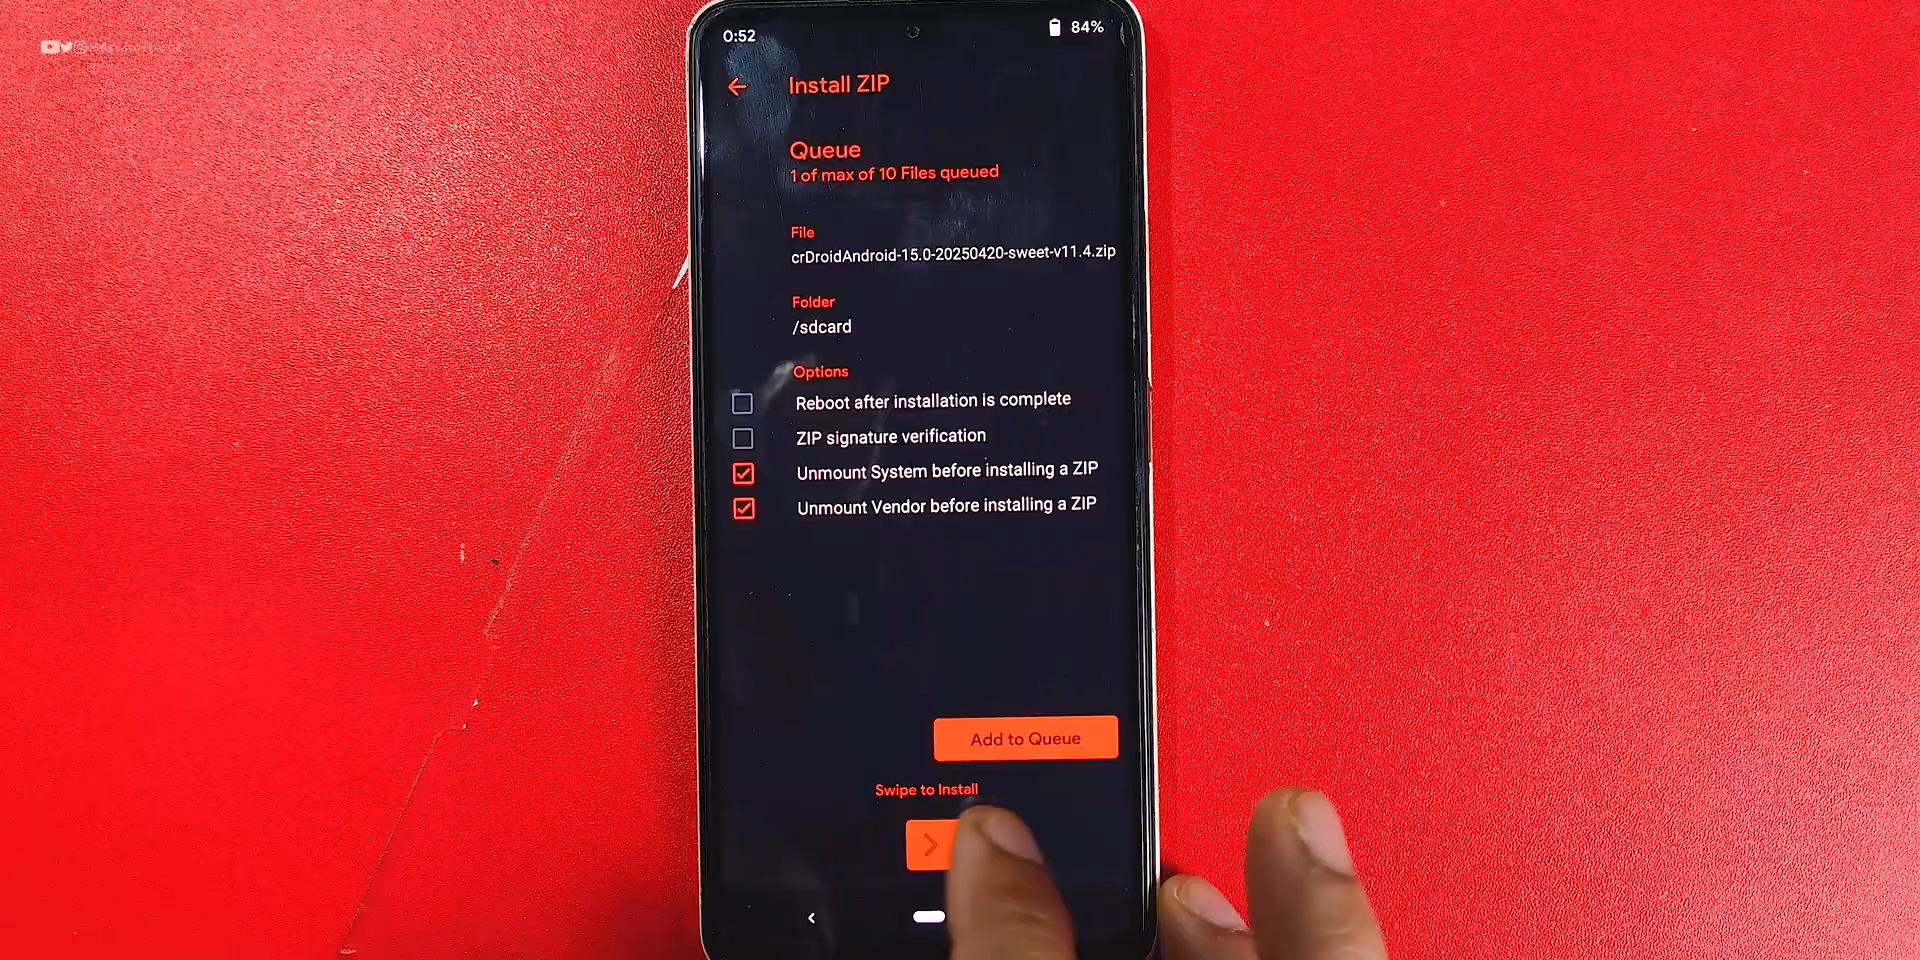 0:52
84%
Install ZIP
Queue
1 of max of 10 Files queued
File
crDroidAndroid-15.0-20250420-sweet-v11.4.zip
Folder
/sdcard
Options
Reboot after installation is complete
ZIP signature verification
Unmount System before installing a ZIP
Unmount Vendor before installing a ZIP
Add to Queue
Swipe to Install